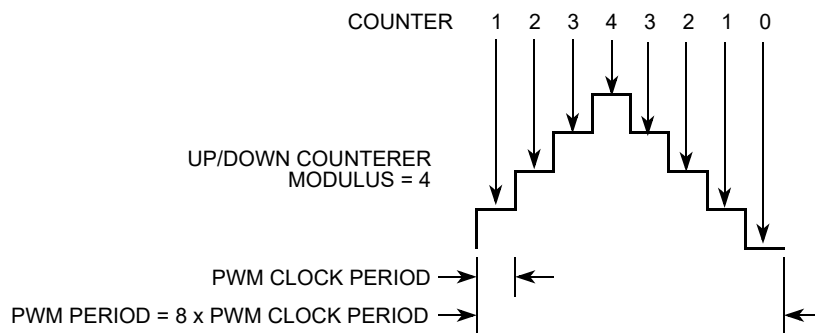 COUNTER 1 2 3 4 3 2 1 0
UP/DOWN COUNTERER
MODULUS = 4
PWM CLOCK PERIOD
PWM PERIOD = 8 x PWM CLOCK PERIOD